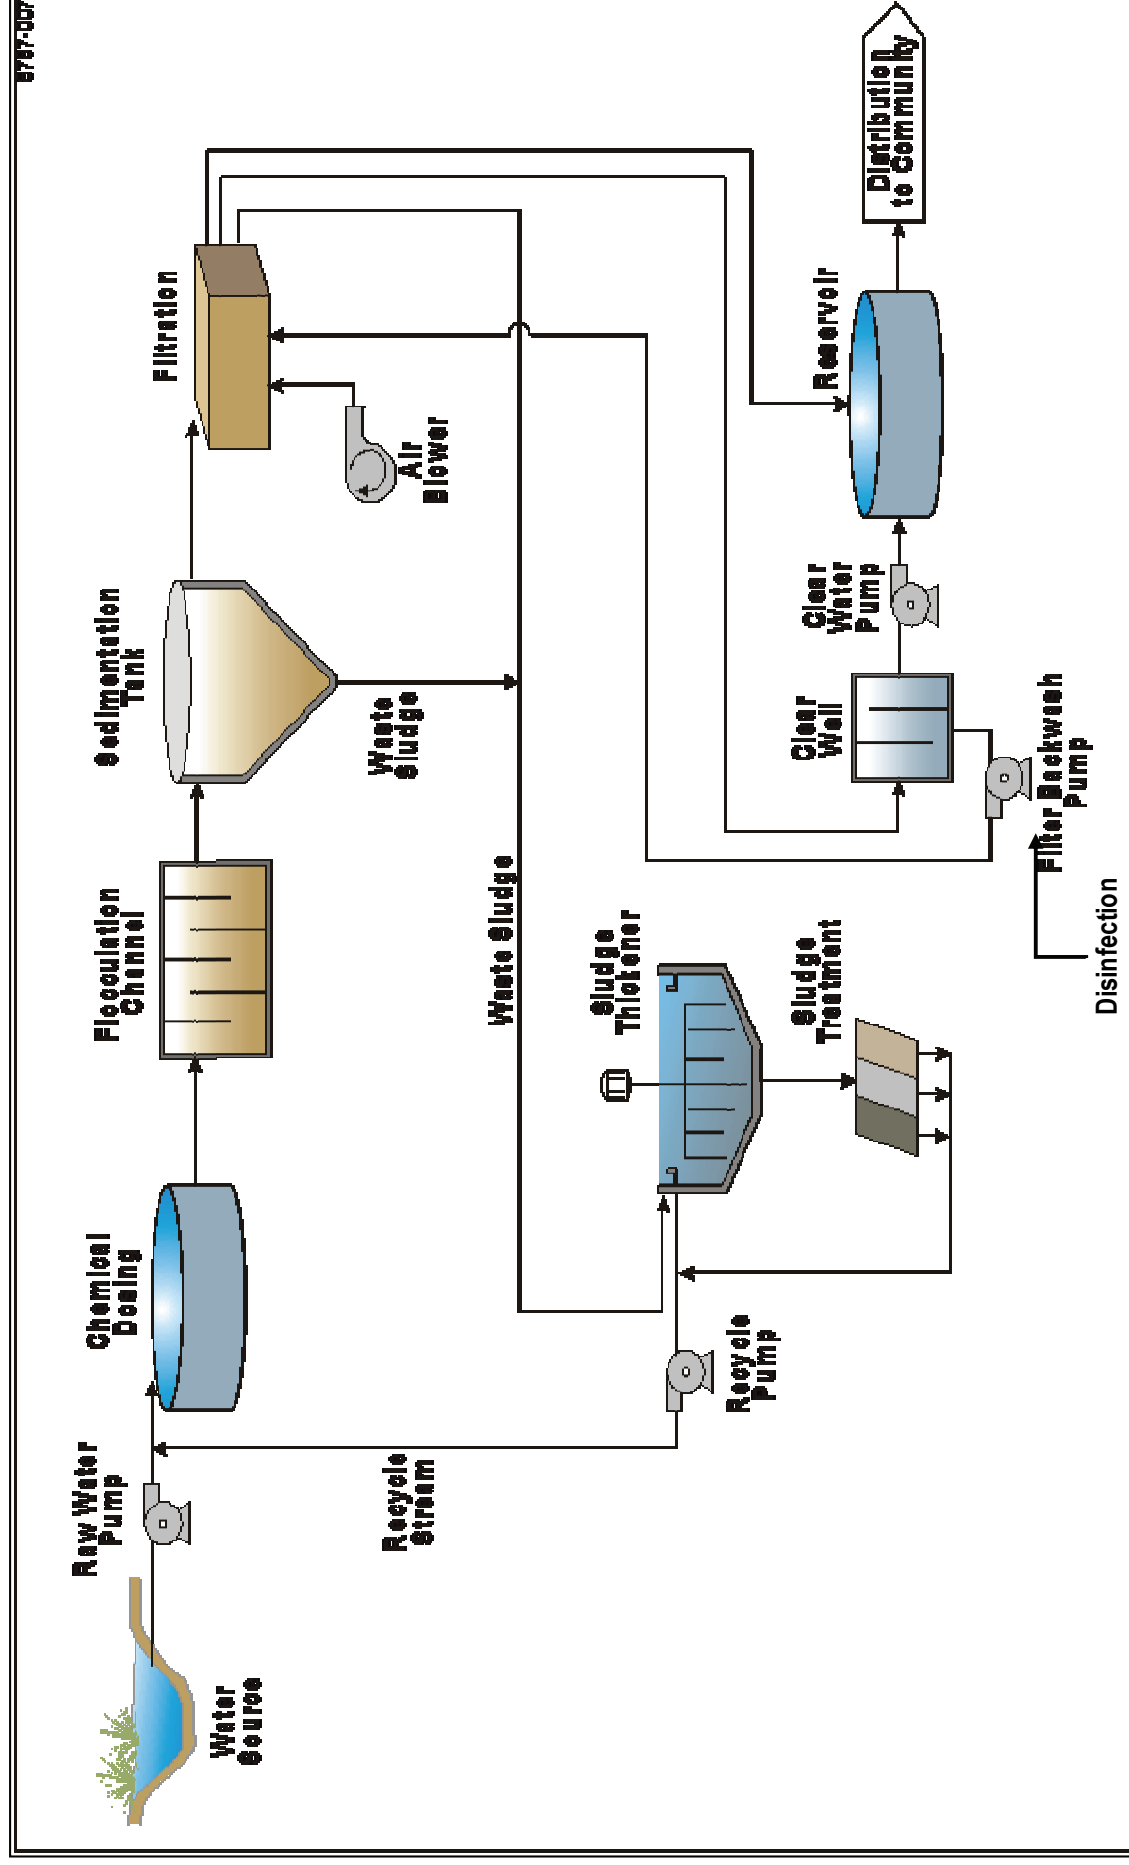 6787-007
Raw Water
Pump
Water
Source
Chemical
Dosing
Flocculation
Channel
Sedimentation
Tank
Filtration
Air
Blower
Waste
Sludge
Waste Sludge
Recycle
Stream
Recycle
Pump
Sludge
Thickener
Sludge
Treatment
Clear
Well
Clear
Water
Pump
Reservoir
Distribution
to Community
Filter Backwash
Pump
Disinfection